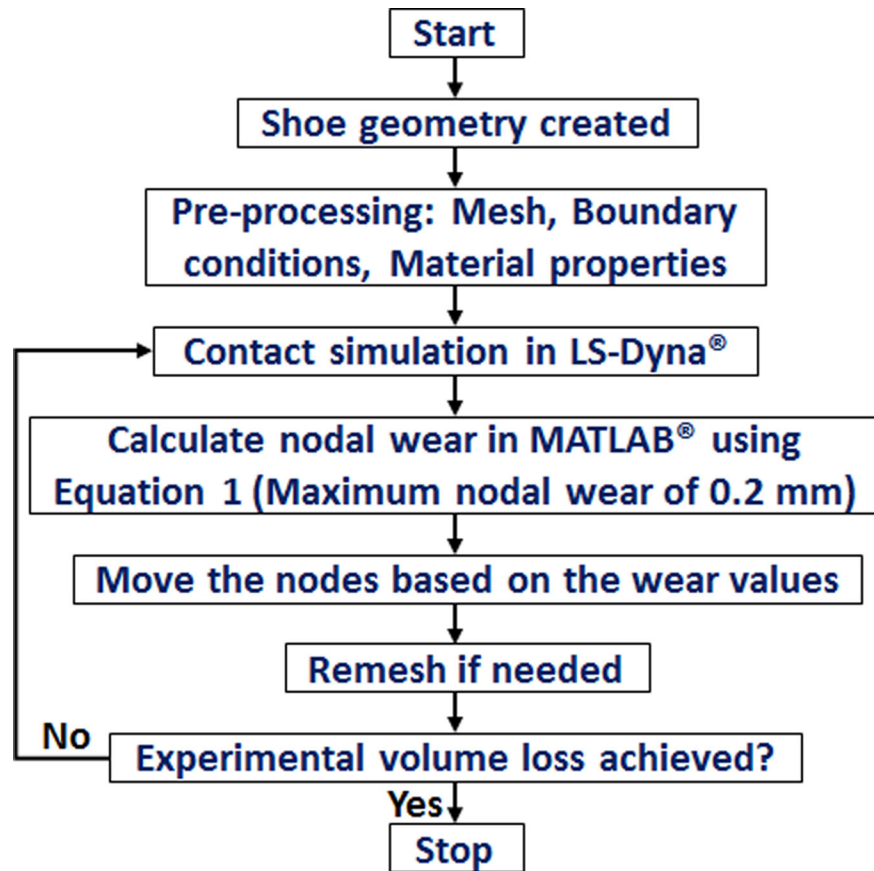 Start
Shoe geometry created
Pre-processing: Mesh, Boundary
conditions, Material properties
Contact simulation in LS-Dyna®
Calculate nodal wear in MATLAB® using
Equation 1 (Maximum nodal wear of 0.2 mm)
Move the nodes based on the wear values
Remesh if needed
No
Experimental volume loss achieved?
Yes
Stop